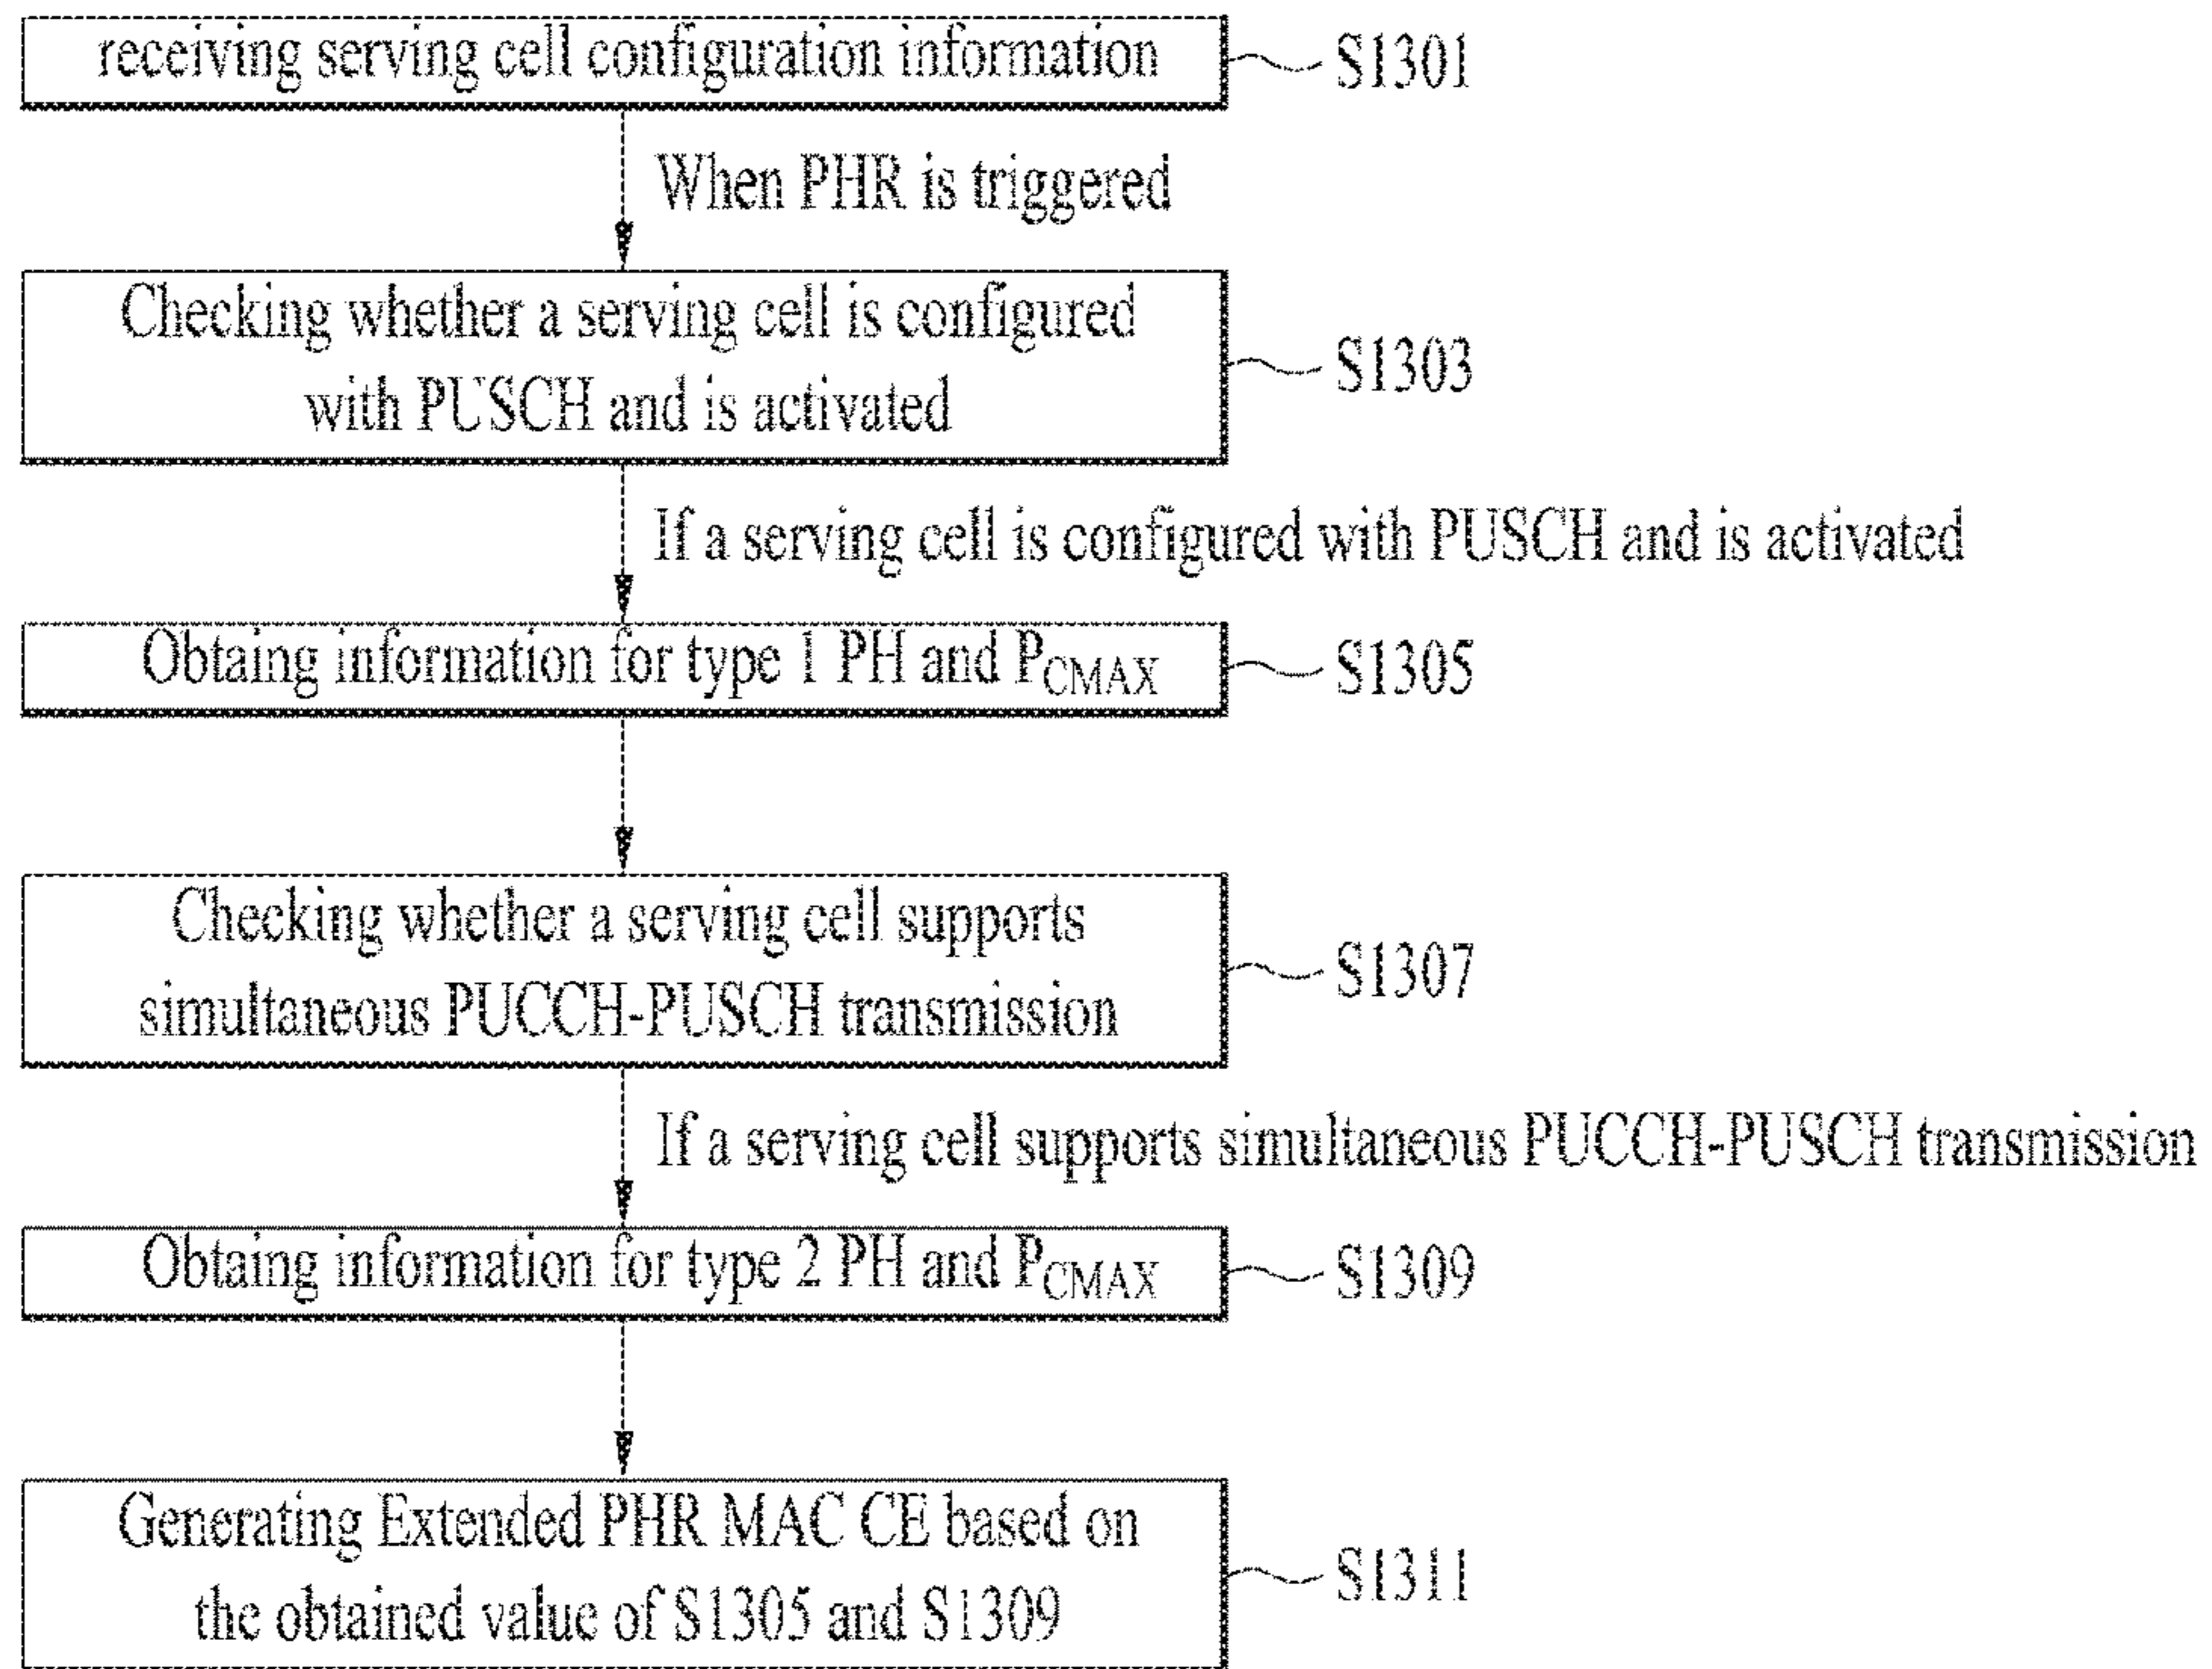 receiving serving cell configuration information
S1301
When PHR is triggered
Checking whether a serving cell is configured
with PUSCH and is activated
S1303
If a serving cell is configured with PUSCH and is activated
Obtaing information for type 1 PH and PCMAX
S1305
Checking whether a serving cell supports
simultaneous PUCCH-PUSCH transmission
S1307
If a serving cell supports simultaneous PUCCH-PUSCH transmission
Obtaing information for type 2 PH and PCMAX
S1309
Generating Extended PHR MAC CE based on
the obtained value of S1305 and S1309
S1311